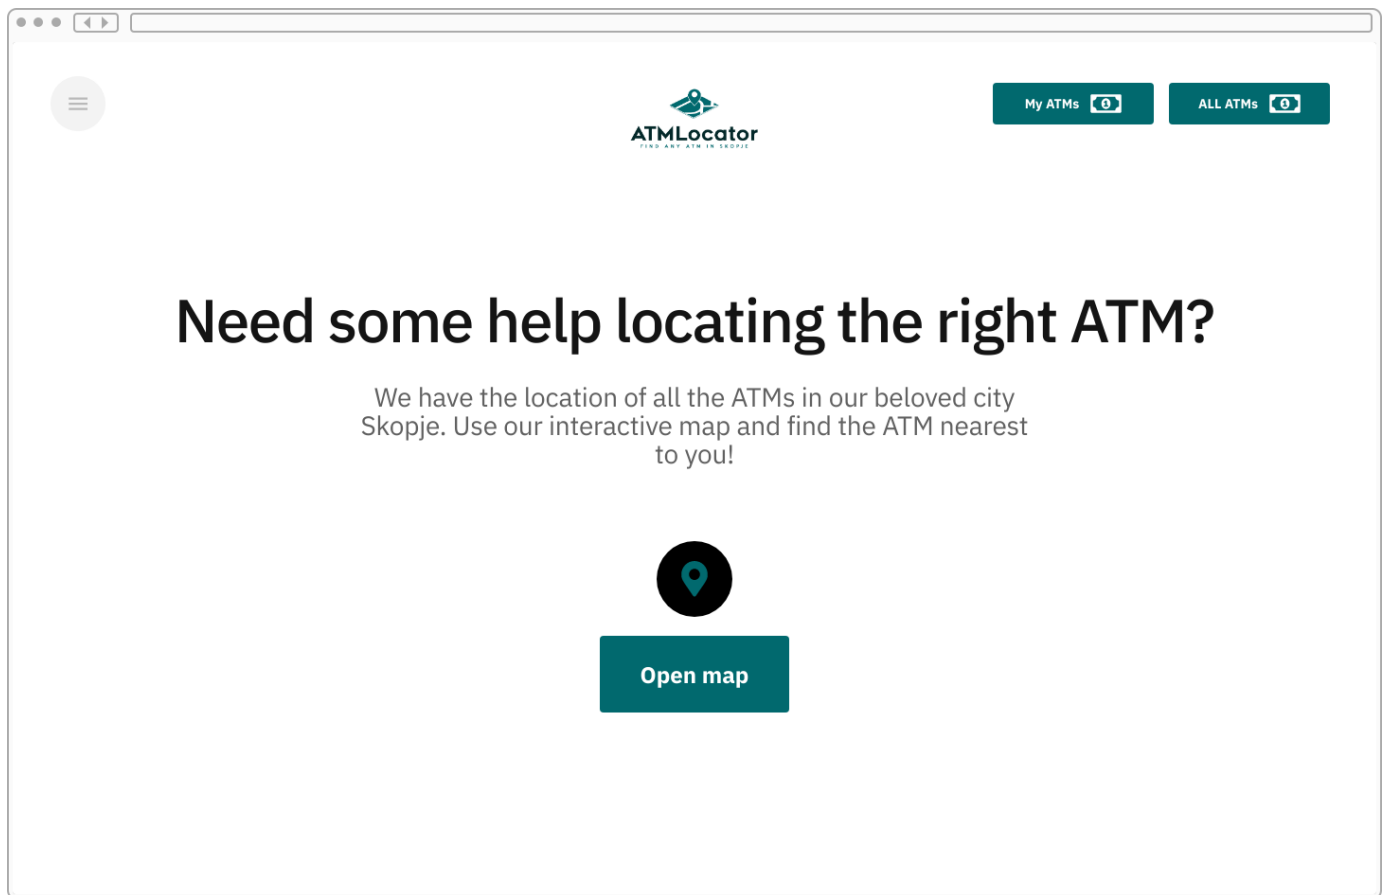 ATMLocator
FIND ANY ATM IN SKOPJE
My ATMs
ALL ATMs
Need some help locating the right ATM?
We have the location of all the ATMs in our beloved city
Skopje. Use our interactive map and find the ATM nearest
to you!
Open map